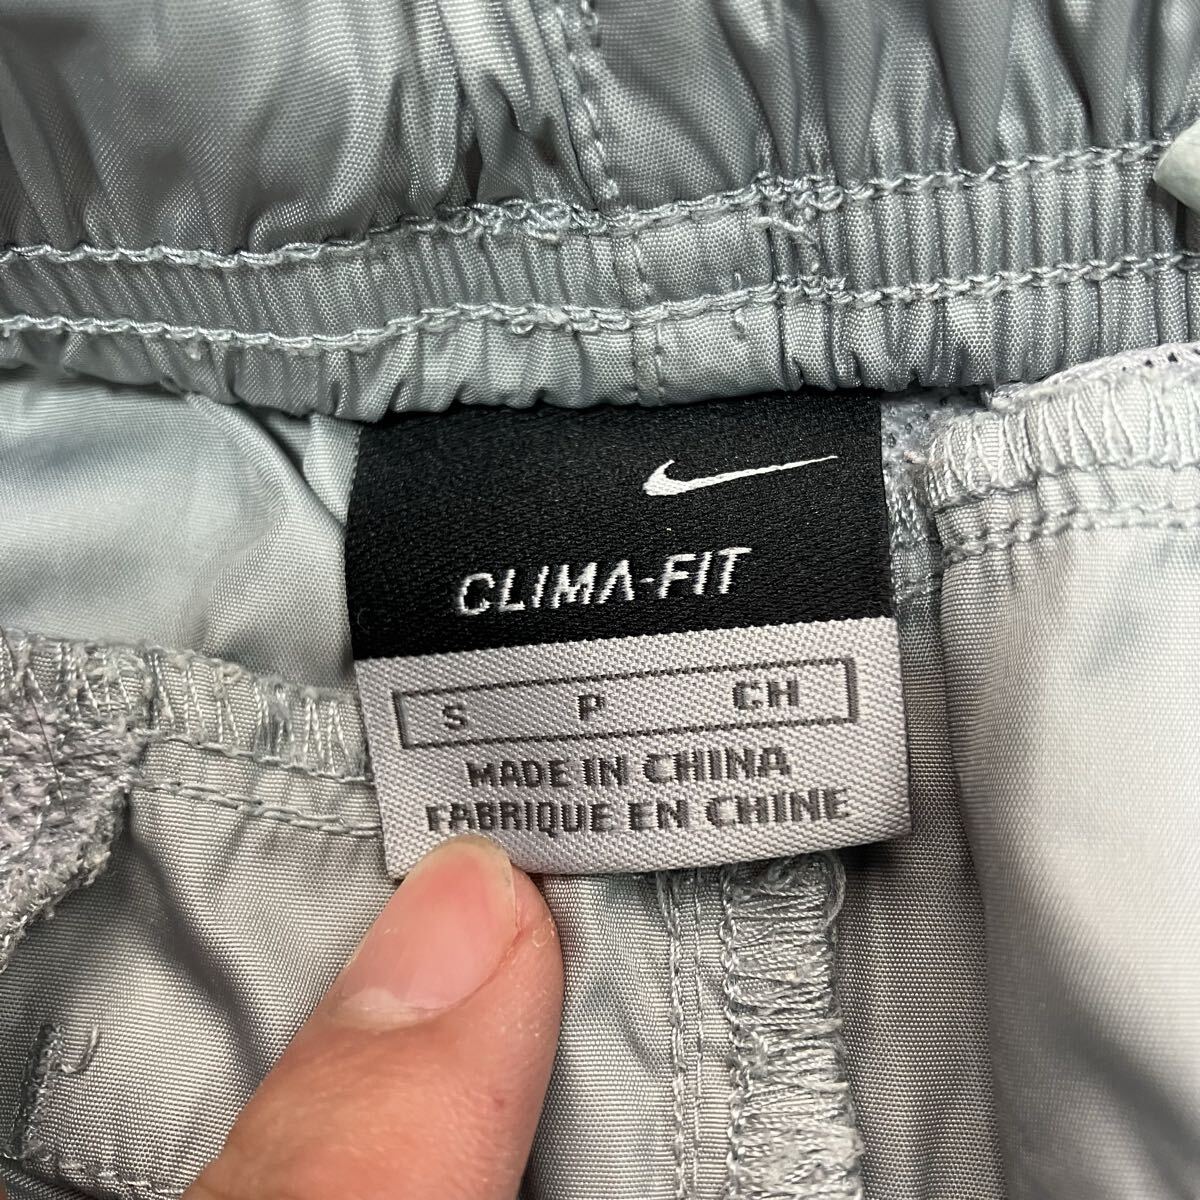 CLIMA-FIT
S P CH
MADE IN CHINA
FABRIQUE EN CHINE